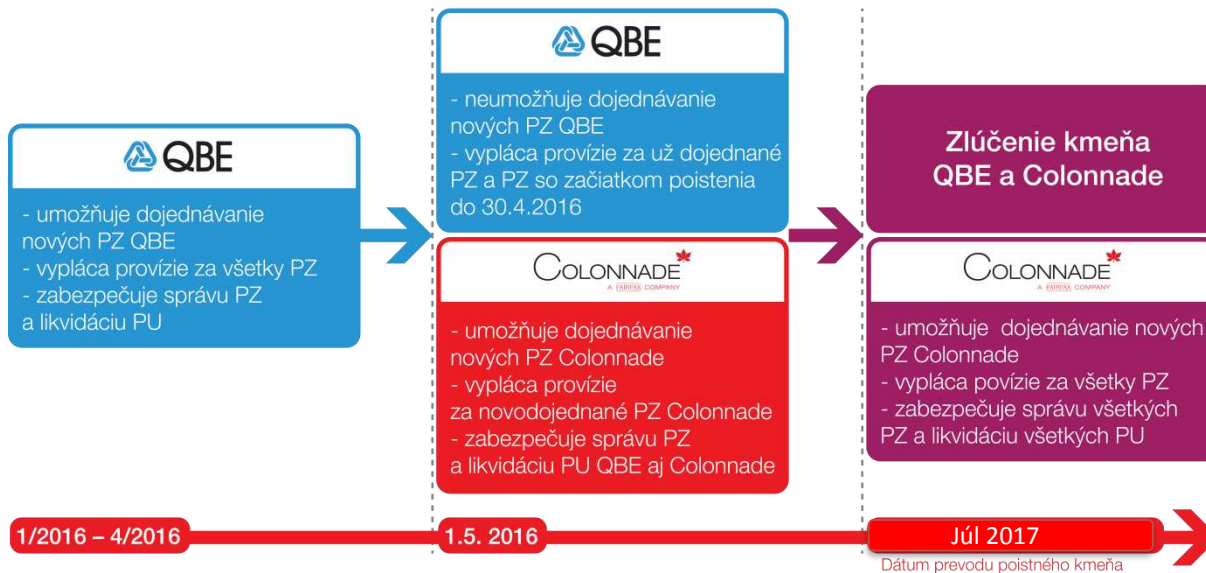 QBE
- umožňuje dojednávanie
nových PZ QBE
- vypláca provízie za všetky PZ
- zabezpečuje správu PZ
a likvidáciu PU
QBE
- neumožňuje dojednávanie
nových PZ QBE
- vypláca provízie za už dojednané
PZ a PZ so začiatkom poistenia
do 30.4.2016
COLONNADE
A FAIRFAX COMPANY
- umožňuje dojednávanie
nových PZ Colonnade
- vypláca provízie
za novodojednané PZ Colonnade
- zabezpečuje správu PZ
a likvidáciu PU QBE aj Colonnade
Zlúčenie kmeňa
QBE a Colonnade
COLONNADE
A FAIRFAX COMPANY
- umožňuje dojednávanie nových
PZ Colonnade
- vypláca povízie za všetky PZ
- zabezpečuje správu všetkých
PZ a likvidáciu všetkých PU
1/2016 – 4/2016
1.5. 2016
Júl 2017
Dátum prevodu poistného kmeňa